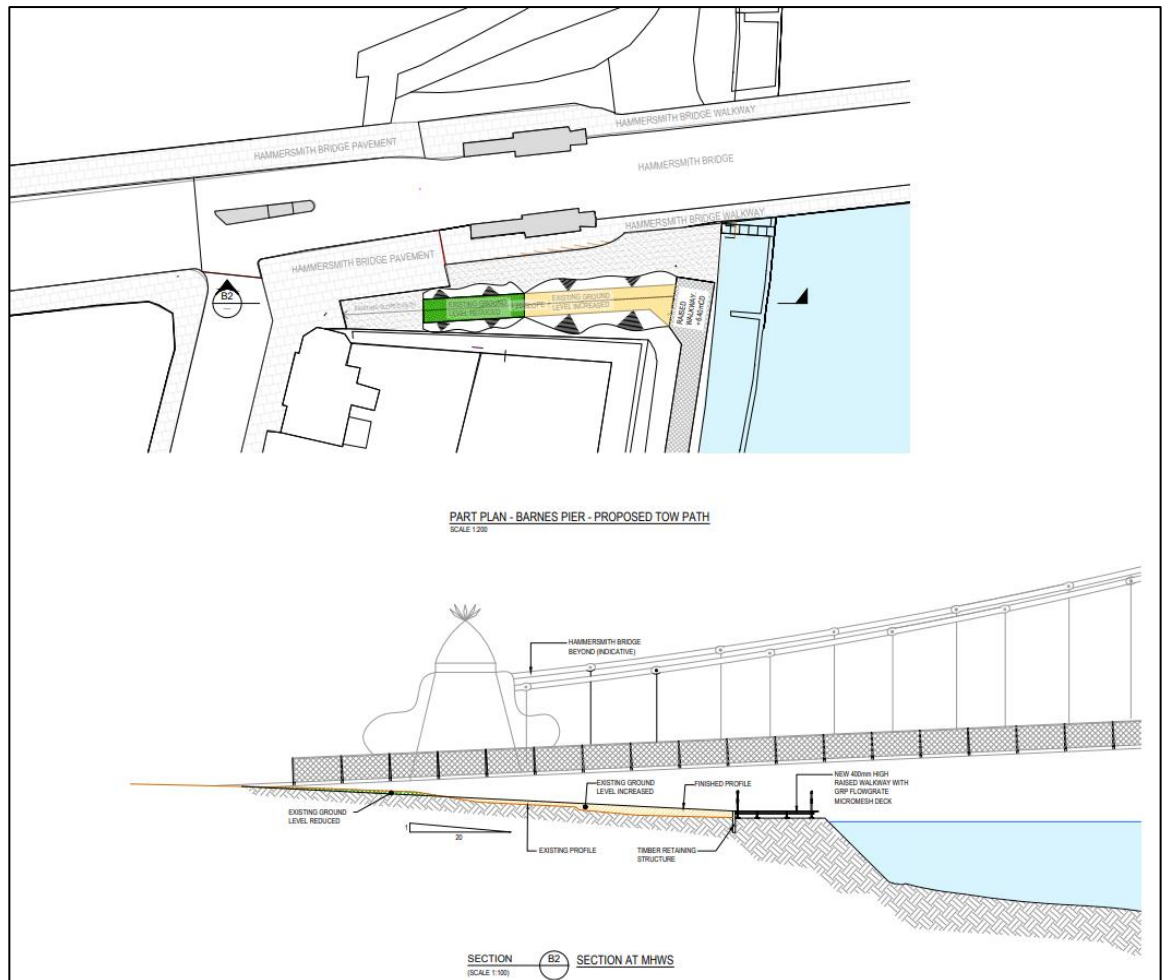 HAMMERSMITH BRIDGE WALKWAY
HAMMERSMITH BRIDGE PAVEMENT
HAMMERSMITH BRIDGE
HAMMERSMITH BRIDGE WALKWAY
HAMMERSMITH BRIDGE PAVEMENT
B2
EXISTING GROUND
LEVEL REDUCED
EXISTING GROUND
LEVEL INCREASED
RAISED
WALKWAY
PART PLAN - BARNES PIER - PROPOSED TOW PATH
SCALE 1:200
HAMMERSMITH BRIDGE
BEYOND (INDICATIVE)
EXISTING GROUND
LEVEL INCREASED
FINISHED PROFILE
NEW 400mm HIGH
RAISED WALKWAY WITH
GRP FLOWGRATE
MICROMESH DECK
EXISTING GROUND
LEVEL REDUCED
1
20
EXISTING PROFILE
TIMBER RETAINING
STRUCTURE
SECTION
(SCALE 1:100)
B2
SECTION AT MHWS